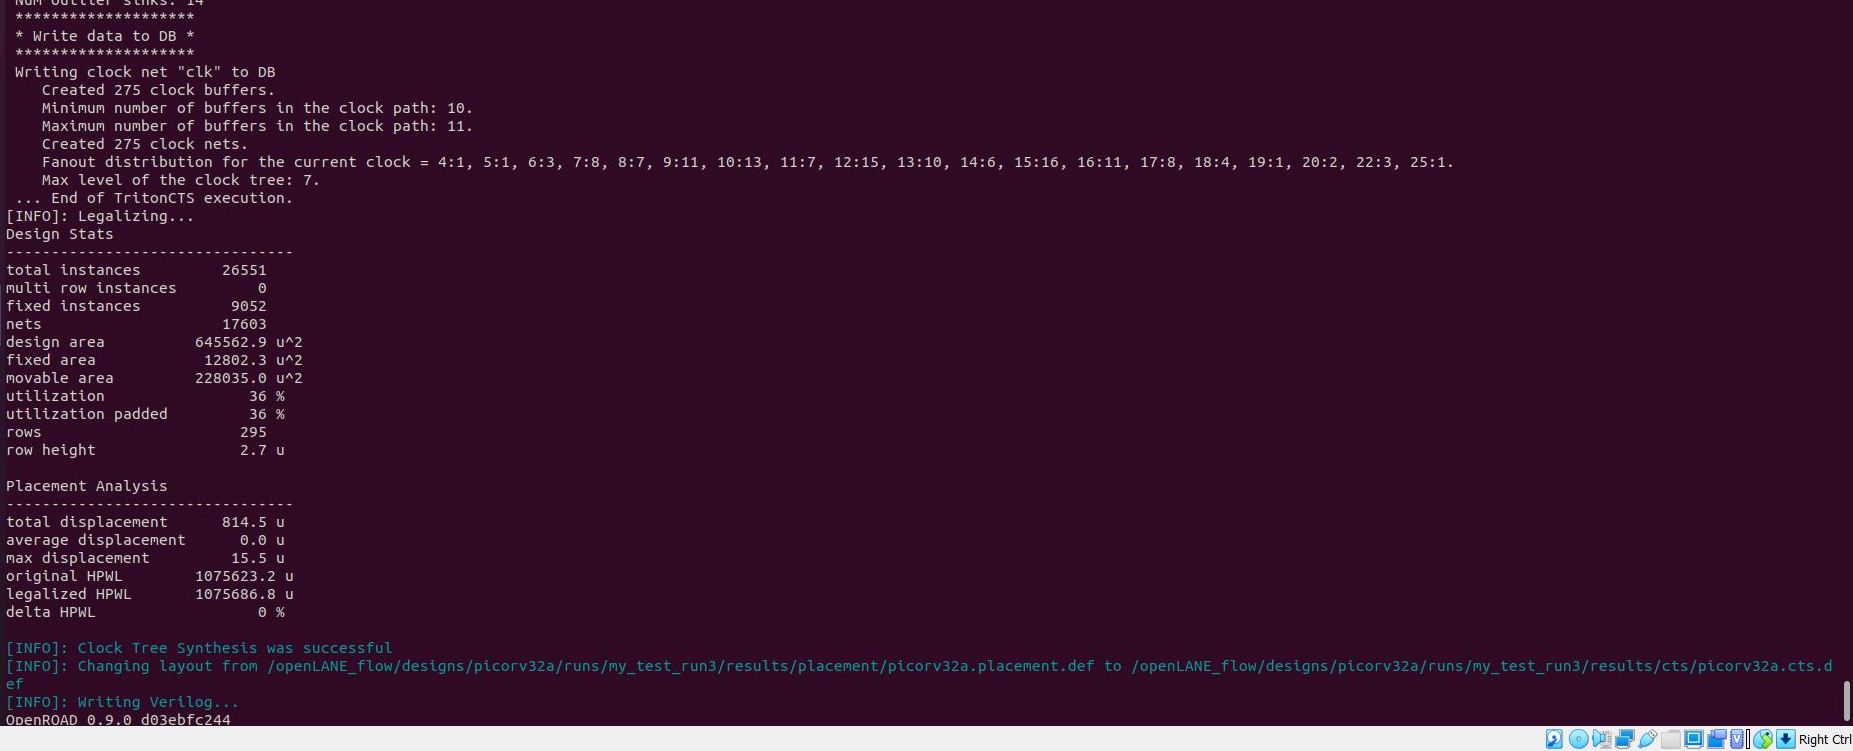 Num outlier sinks: 14
********************
* Write data to DB *
********************
Writing clock net "clk" to DB
Created 275 clock buffers.
Minimum number of buffers in the clock path: 10.
Maximum number of buffers in the clock path: 11.
Created 275 clock nets.
Fanout distribution for the current clock = 4:1, 5:1, 6:3, 7:8, 8:7, 9:11, 10:13, 11:7, 12:15, 13:10, 14:6, 15:16, 16:11, 17:8, 18:4, 19:1, 20:2, 22:3, 25:1.
Max level of the clock tree: 7.
... End of TritonCTS execution.
[INFO]: Legalizing...
Design Stats
--------------------------------
total instances 26551
multi row instances 0
fixed instances 9052
nets 17603
design area 645562.9 u^2
fixed area 12802.3 u^2
movable area 228035.0 u^2
utilization 36 %
utilization padded 36 %
rows 295
row height 2.7 u
Placement Analysis
--------------------------------
total displacement 814.5 u
average displacement 0.0 u
max displacement 15.5 u
original HPWL 1075623.2 u
legalized HPWL 1075686.8 u
delta HPWL 0 %
[INFO]: Clock Tree Synthesis was successful
[INFO]: Changing layout from /openLANE_flow/designs/picorv32a/runs/my_test_run3/results/placement/picorv32a.placement.def to /openLANE_flow/designs/picorv32a/runs/my_test_run3/results/cts/picorv32a.cts.d
ef
[INFO]: Writing Verilog...
OpenROAD 0.9.0 d03ebfc244
Right Ctrl